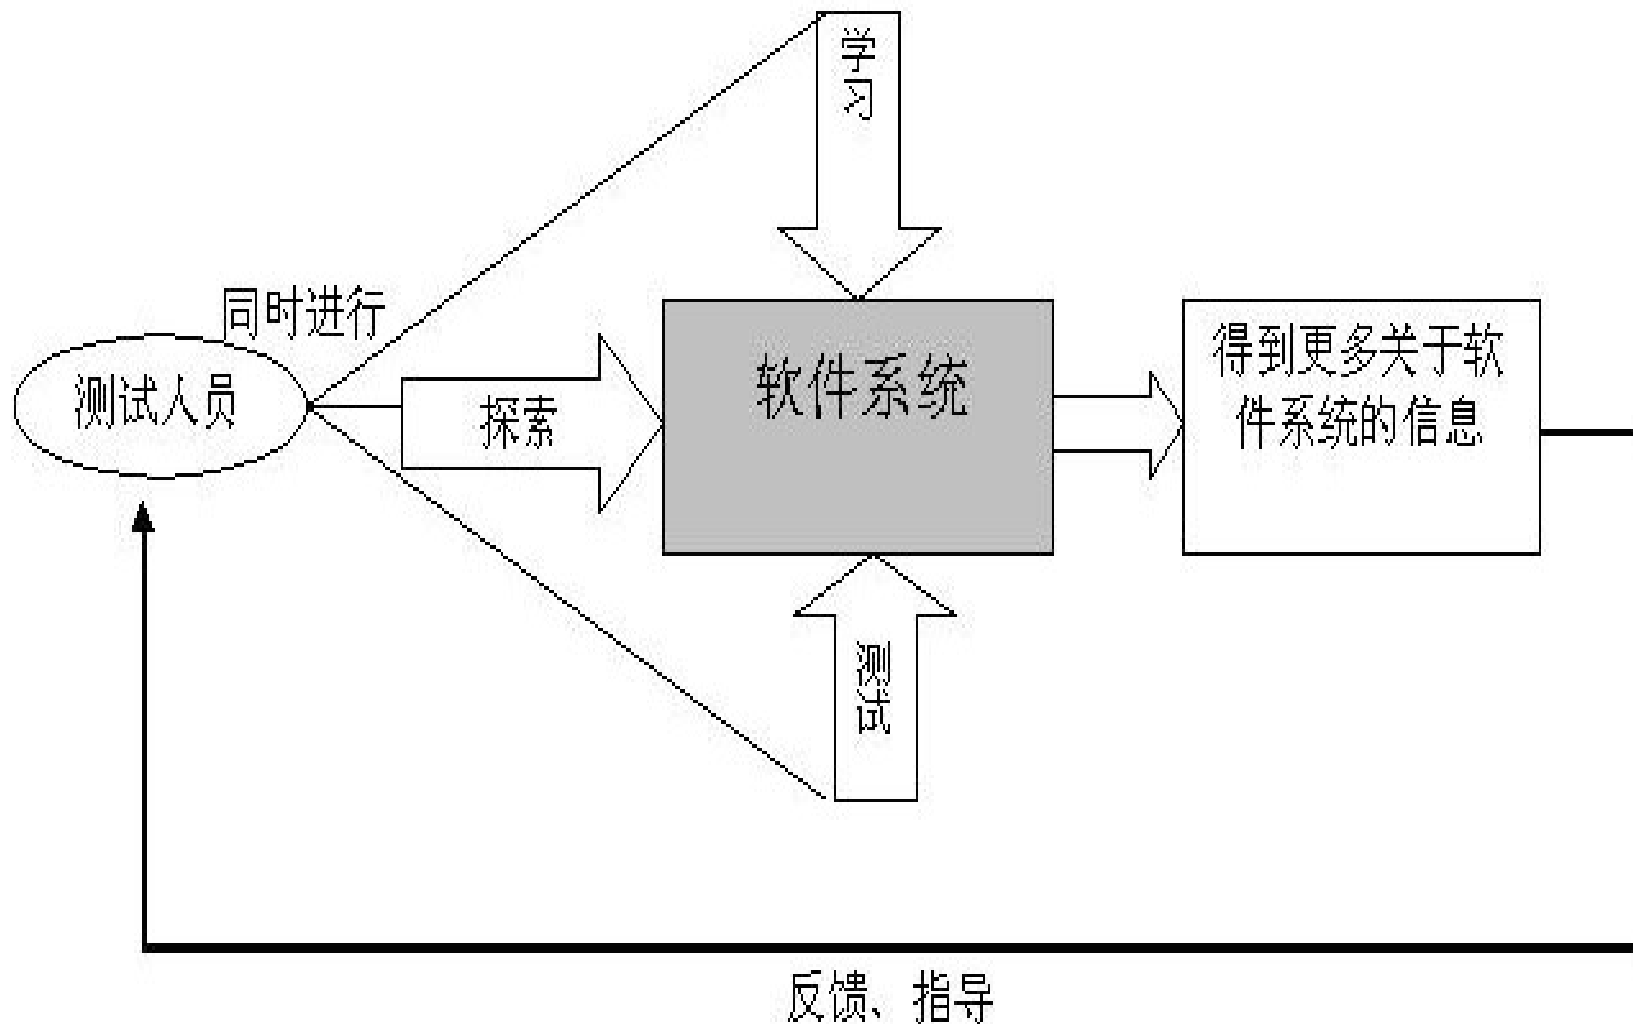 学习
同时进行
测试人员
探索
软件系统
得到更多关于软
件系统的信息
测试
反馈、指导